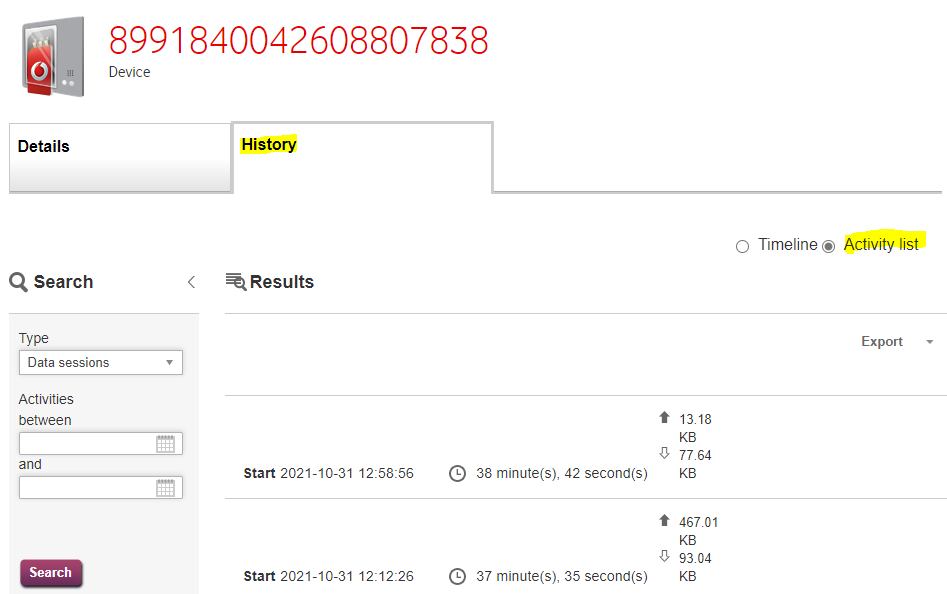 8991840042608807838
Device
Details
History
Timeline
Activity list
Search
Results
Type
Data sessions
Activities
between
and
Search
Export
Start 2021-10-31 12:58:56
38 minute(s), 42 second(s)
13.18
KB
77.64
KB
Start 2021-10-31 12:12:26
37 minute(s), 35 second(s)
467.01
KB
93.04
KB